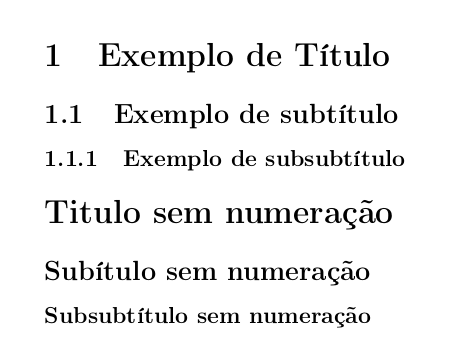 1 Exemplo de Título
1.1 Exemplo de subtítulo
1.1.1 Exemplo de subsubtítulo
Titulo sem numeração
Subítulo sem numeração
Subsubtítulo sem numeração